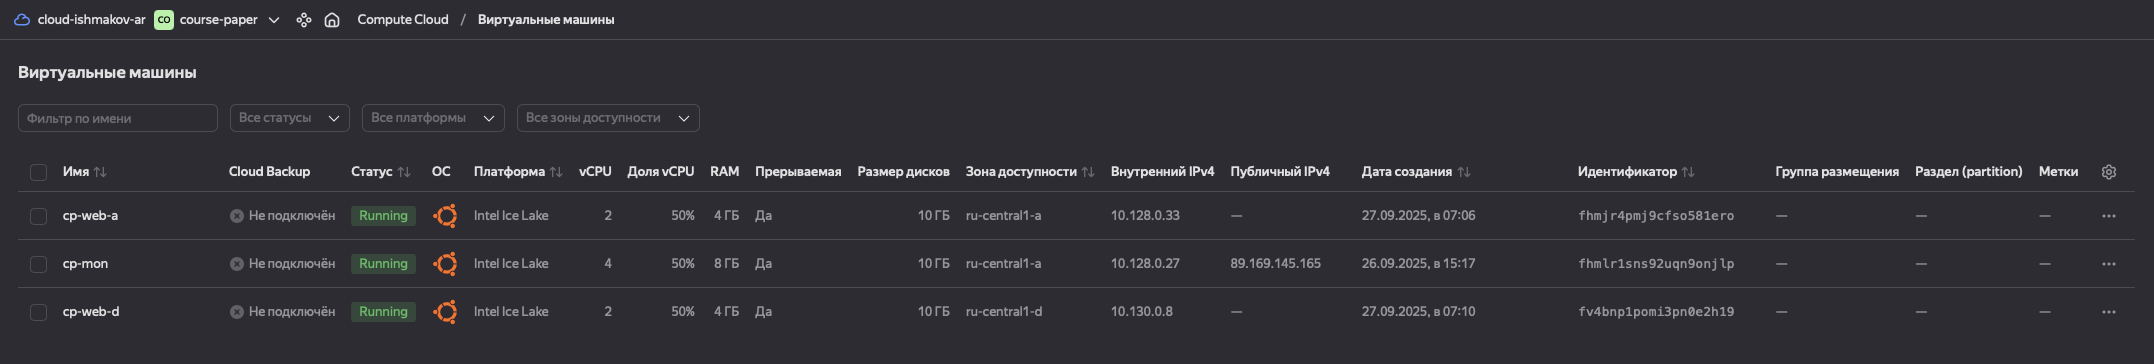 cloud-ishmakov-ar CO course-paper Compute Cloud / Виртуальные машины
Виртуальные машины
Фильтр по имени Все статусы Все платформы Все зоны доступности
Имя Cloud Backup Статус ОС Платформа vCPU Доля vCPU RAM Прерываемая Размер дисков Зона доступности Внутренний IPv4 Публичный IPv4 Дата создания Идентификатор Группа размещения Раздел (partition) Метки
cp-web-a Не подключён Running Intel Ice Lake 2 50% 4 ГБ Да 10 ГБ ru-central1-a 10.128.0.33 — 27.09.2025, в 07:06 fhmjr4pmj9cfso581ero — — —
cp-mon Не подключён Running Intel Ice Lake 4 50% 8 ГБ Да 10 ГБ ru-central1-a 10.128.0.27 89.169.145.165 26.09.2025, в 15:17 fhmlr1sns92uqn9onjlp — — —
cp-web-d Не подключён Running Intel Ice Lake 2 50% 4 ГБ Да 10 ГБ ru-central1-d 10.130.0.8 — 27.09.2025, в 07:10 fv4bnp1pomi3pn0e2h19 — — —